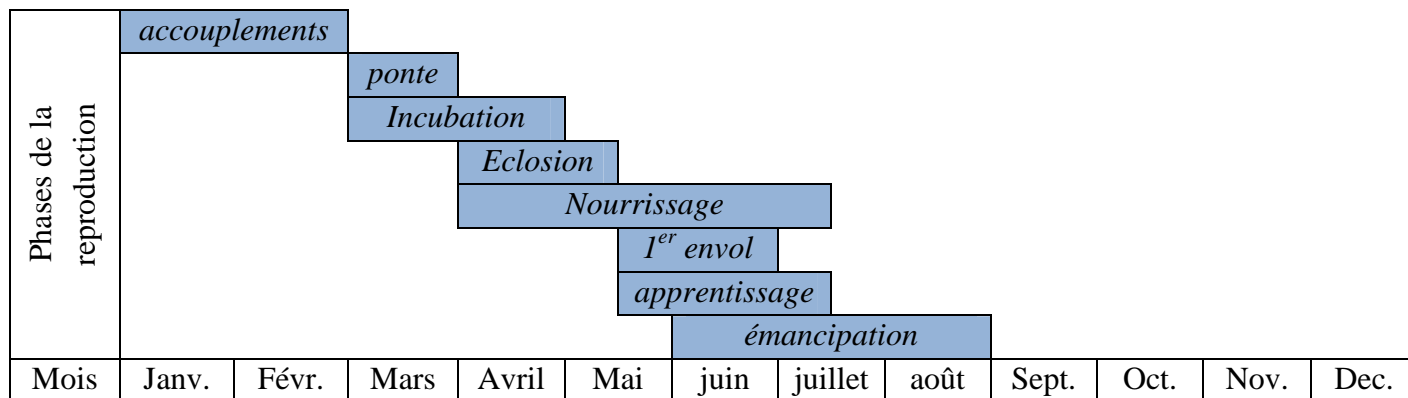 Phases de la
reproduction
accouplements
ponte
Incubation
Eclosion
Nourrissage
1er envol
apprentissage
émancipation
Mois Janv. Févr. Mars Avril Mai juin juillet août Sept. Oct. Nov. Dec.